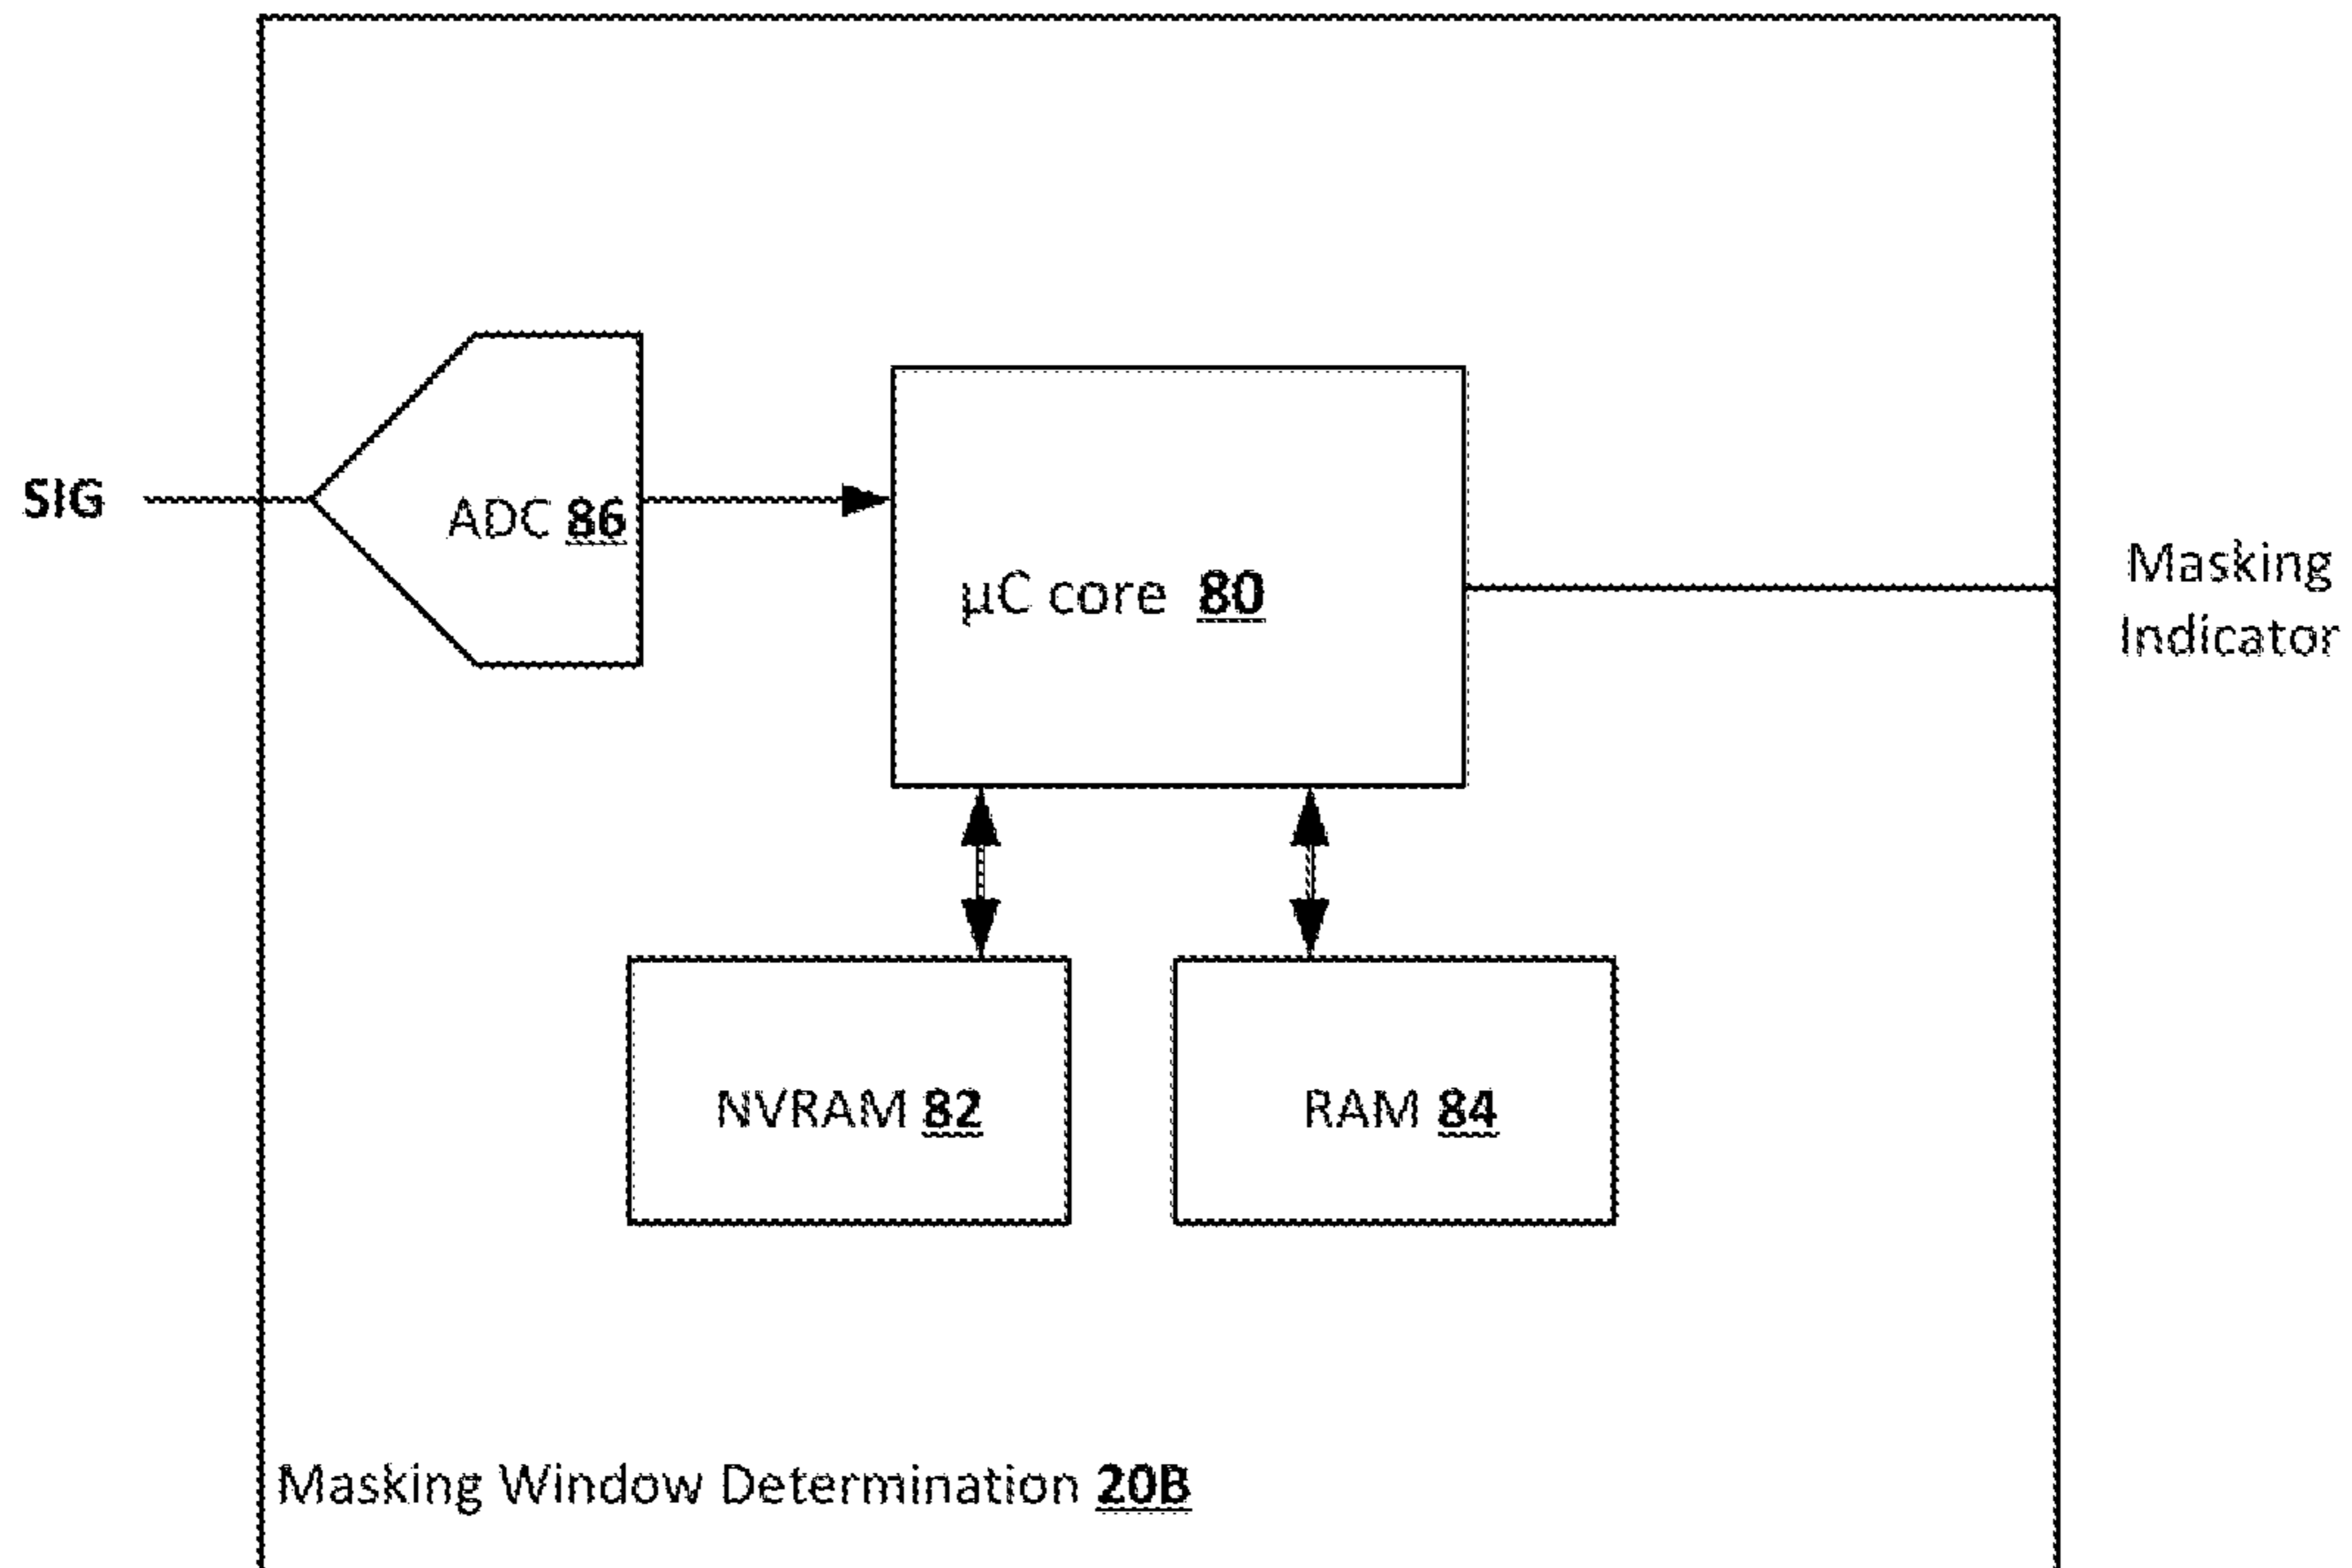 SIG
ADC 86
µC core 80
Masking
Indicator
NVRAM 82
RAM 84
Masking Window Determination 20B